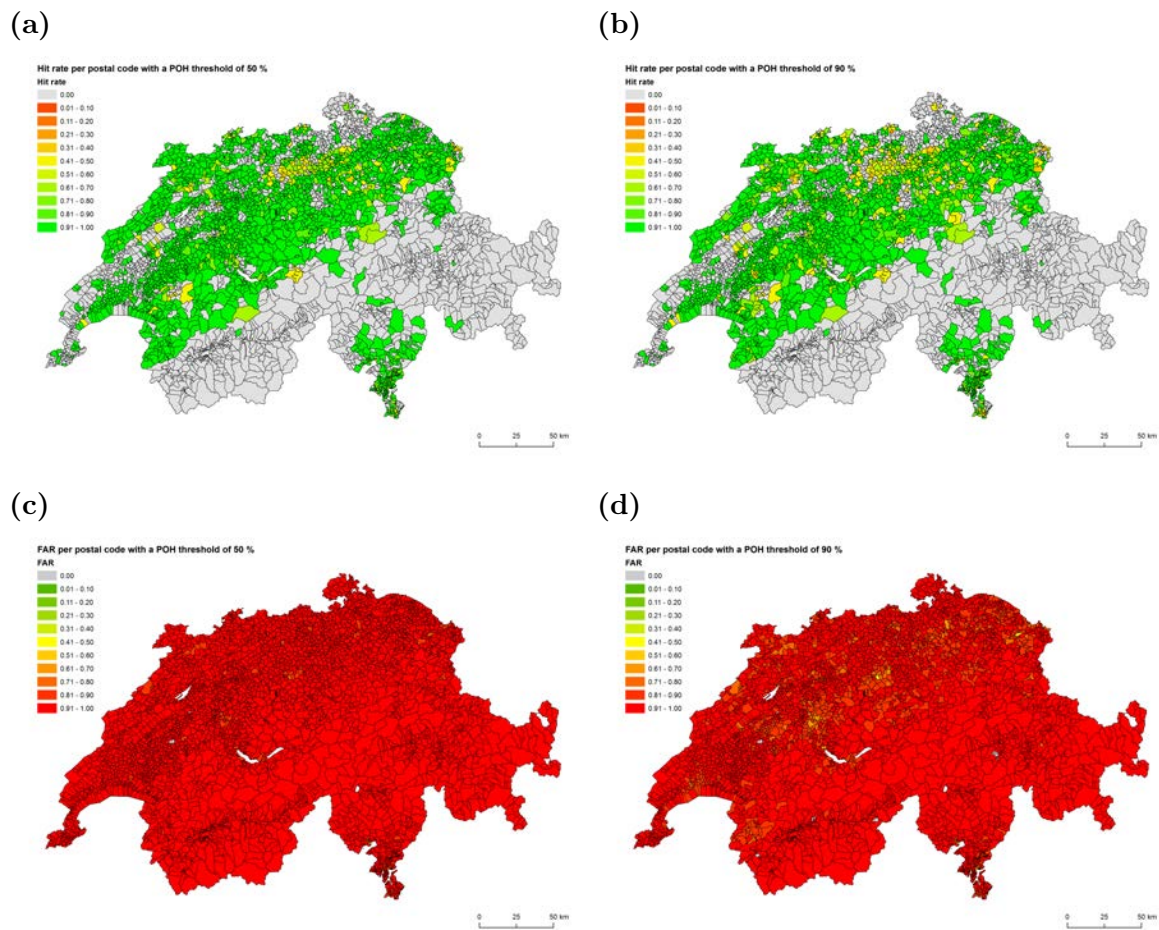 (a)
Hit rate per postal code with a POH threshold of 50 %
Hit rate
0.00
0.01 - 0.10
0.11 - 0.20
0.21 - 0.30
0.31 - 0.40
0.41 - 0.50
0.51 - 0.60
0.61 - 0.70
0.71 - 0.80
0.81 - 0.90
0.91 - 1.00
0 25 50 km
(b)
Hit rate per postal code with a POH threshold of 90 %
Hit rate
0.00
0.01 - 0.10
0.11 - 0.20
0.21 - 0.30
0.31 - 0.40
0.41 - 0.50
0.51 - 0.60
0.61 - 0.70
0.71 - 0.80
0.81 - 0.90
0.91 - 1.00
0 25 50 km
(c)
FAR per postal code with a POH threshold of 50 %
FAR
0.00
0.01 - 0.10
0.11 - 0.20
0.21 - 0.30
0.31 - 0.40
0.41 - 0.50
0.51 - 0.60
0.61 - 0.70
0.71 - 0.80
0.81 - 0.90
0.91 - 1.00
0 25 50 km
(d)
FAR per postal code with a POH threshold of 90 %
FAR
0.00
0.01 - 0.10
0.11 - 0.20
0.21 - 0.30
0.31 - 0.40
0.41 - 0.50
0.51 - 0.60
0.61 - 0.70
0.71 - 0.80
0.81 - 0.90
0.91 - 1.00
0 25 50 km